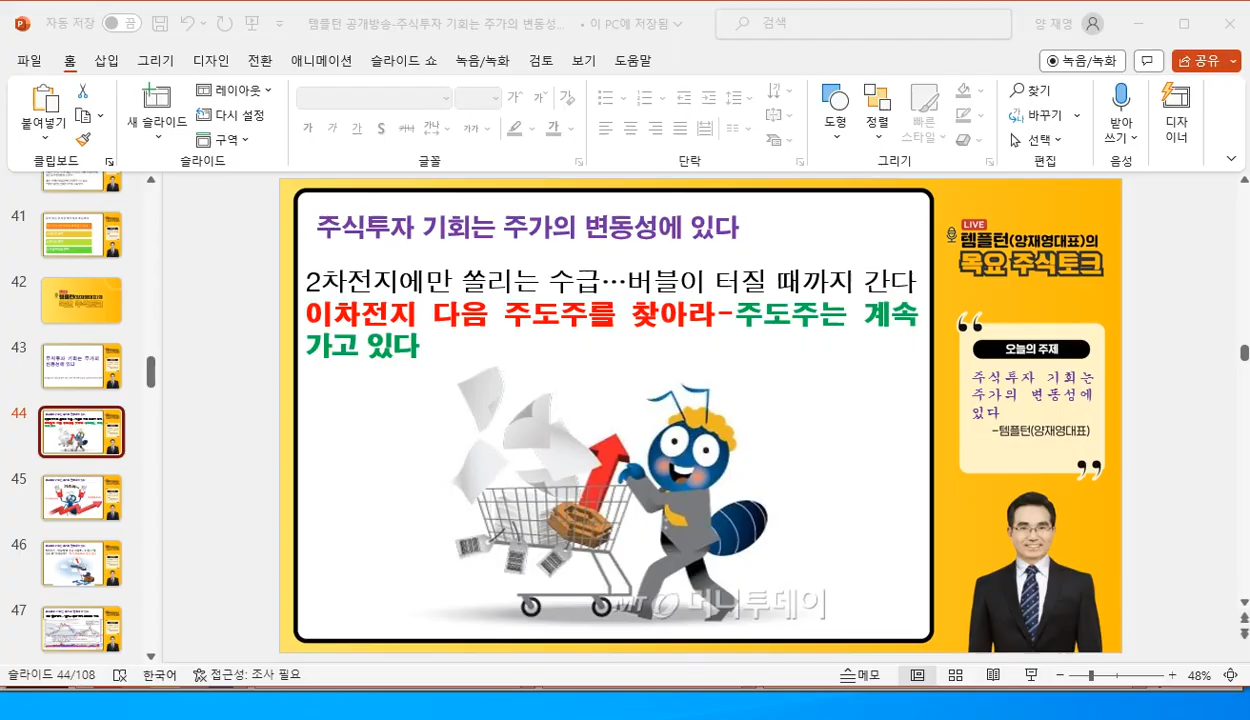 자동 저장 끔
템플턴 공개방송-주식투자 기회는 주가의 변동성... • 이 PC에 저장됨
검색
양 재영
파일 홈 삽입 그리기 디자인 전환 애니메이션 슬라이드 쇼 녹음/녹화 검토 보기 도움말
녹음/녹화 공유
붙여넣기
클립보드
새 슬라이드
레이아웃
다시 설정
구역
슬라이드
가 가 가 S 가나 가가 가
글꼴
단락
도형
정렬
빠른 스타일
그리기
찾기
바꾸기
선택
편집
받아쓰기
음성
디자이너
41
42
43
44
45
46
47
주식투자 기회는 주가의 변동성에 있다
2차전지에만 쏠리는 수급…버블이 터질 때까지 간다
이차전지 다음 주도주를 찾아라-주도주는 계속
가고 있다
MT 머니투데이
LIVE
템플턴(양재영대표)의
목요 주식토크
오늘의 주제
주식투자 기회는
주가의 변동성에
있다
-템플턴(양재영대표)
슬라이드 44/108 한국어 접근성: 조사 필요 메모 48%